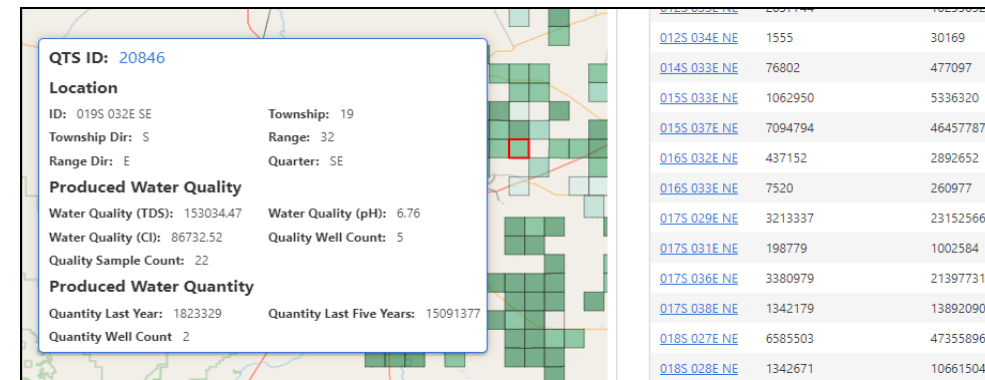 QTS ID: 20846
Location
ID: 019S 032E SE Township: 19
Township Dir: S Range: 32
Range Dir: E Quarter: SE
Produced Water Quality
Water Quality (TDS): 153034.47 Water Quality (pH): 6.76
Water Quality (Cl): 86732.52 Quality Well Count: 5
Quality Sample Count: 22
Produced Water Quantity
Quantity Last Year: 1823329 Quantity Last Five Years: 15091377
Quantity Well Count 2
012S 034E NE 1555 30169
014S 033E NE 76802 477097
015S 033E NE 1062950 5336320
015S 037E NE 7094794 46457787
016S 032E NE 437152 2892652
016S 033E NE 7520 260977
017S 029E NE 3213337 23152566
017S 031E NE 198779 1002584
017S 036E NE 3380979 21397731
017S 038E NE 1342179 13892090
018S 027E NE 6585503 47355896
018S 028E NE 1342671 10661504